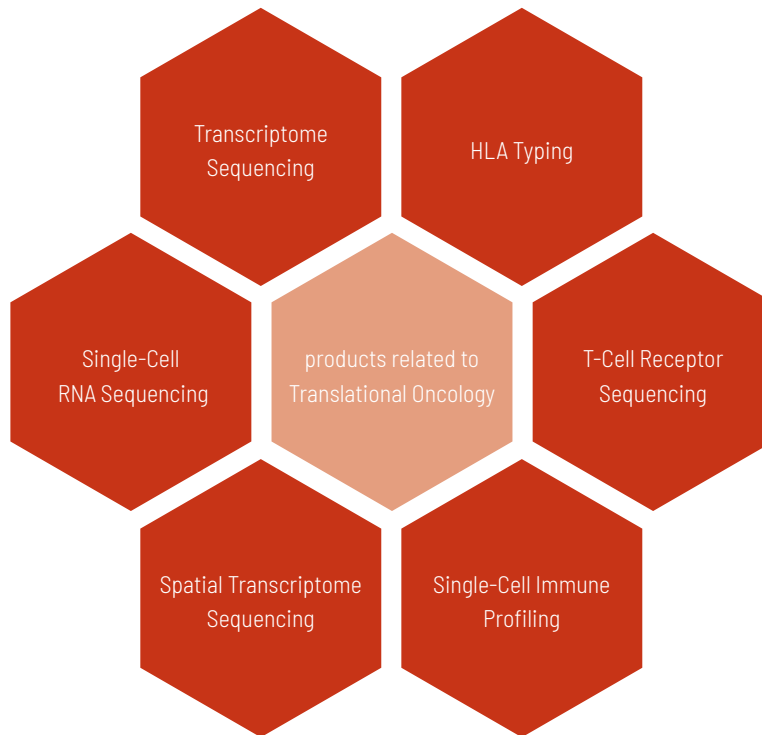 Transcriptome
Sequencing
HLA Typing
Single-Cell
RNA Sequencing
products related to
Translational Oncology
T-Cell Receptor
Sequencing
Spatial Transcriptome
Sequencing
Single-Cell Immune
Profiling